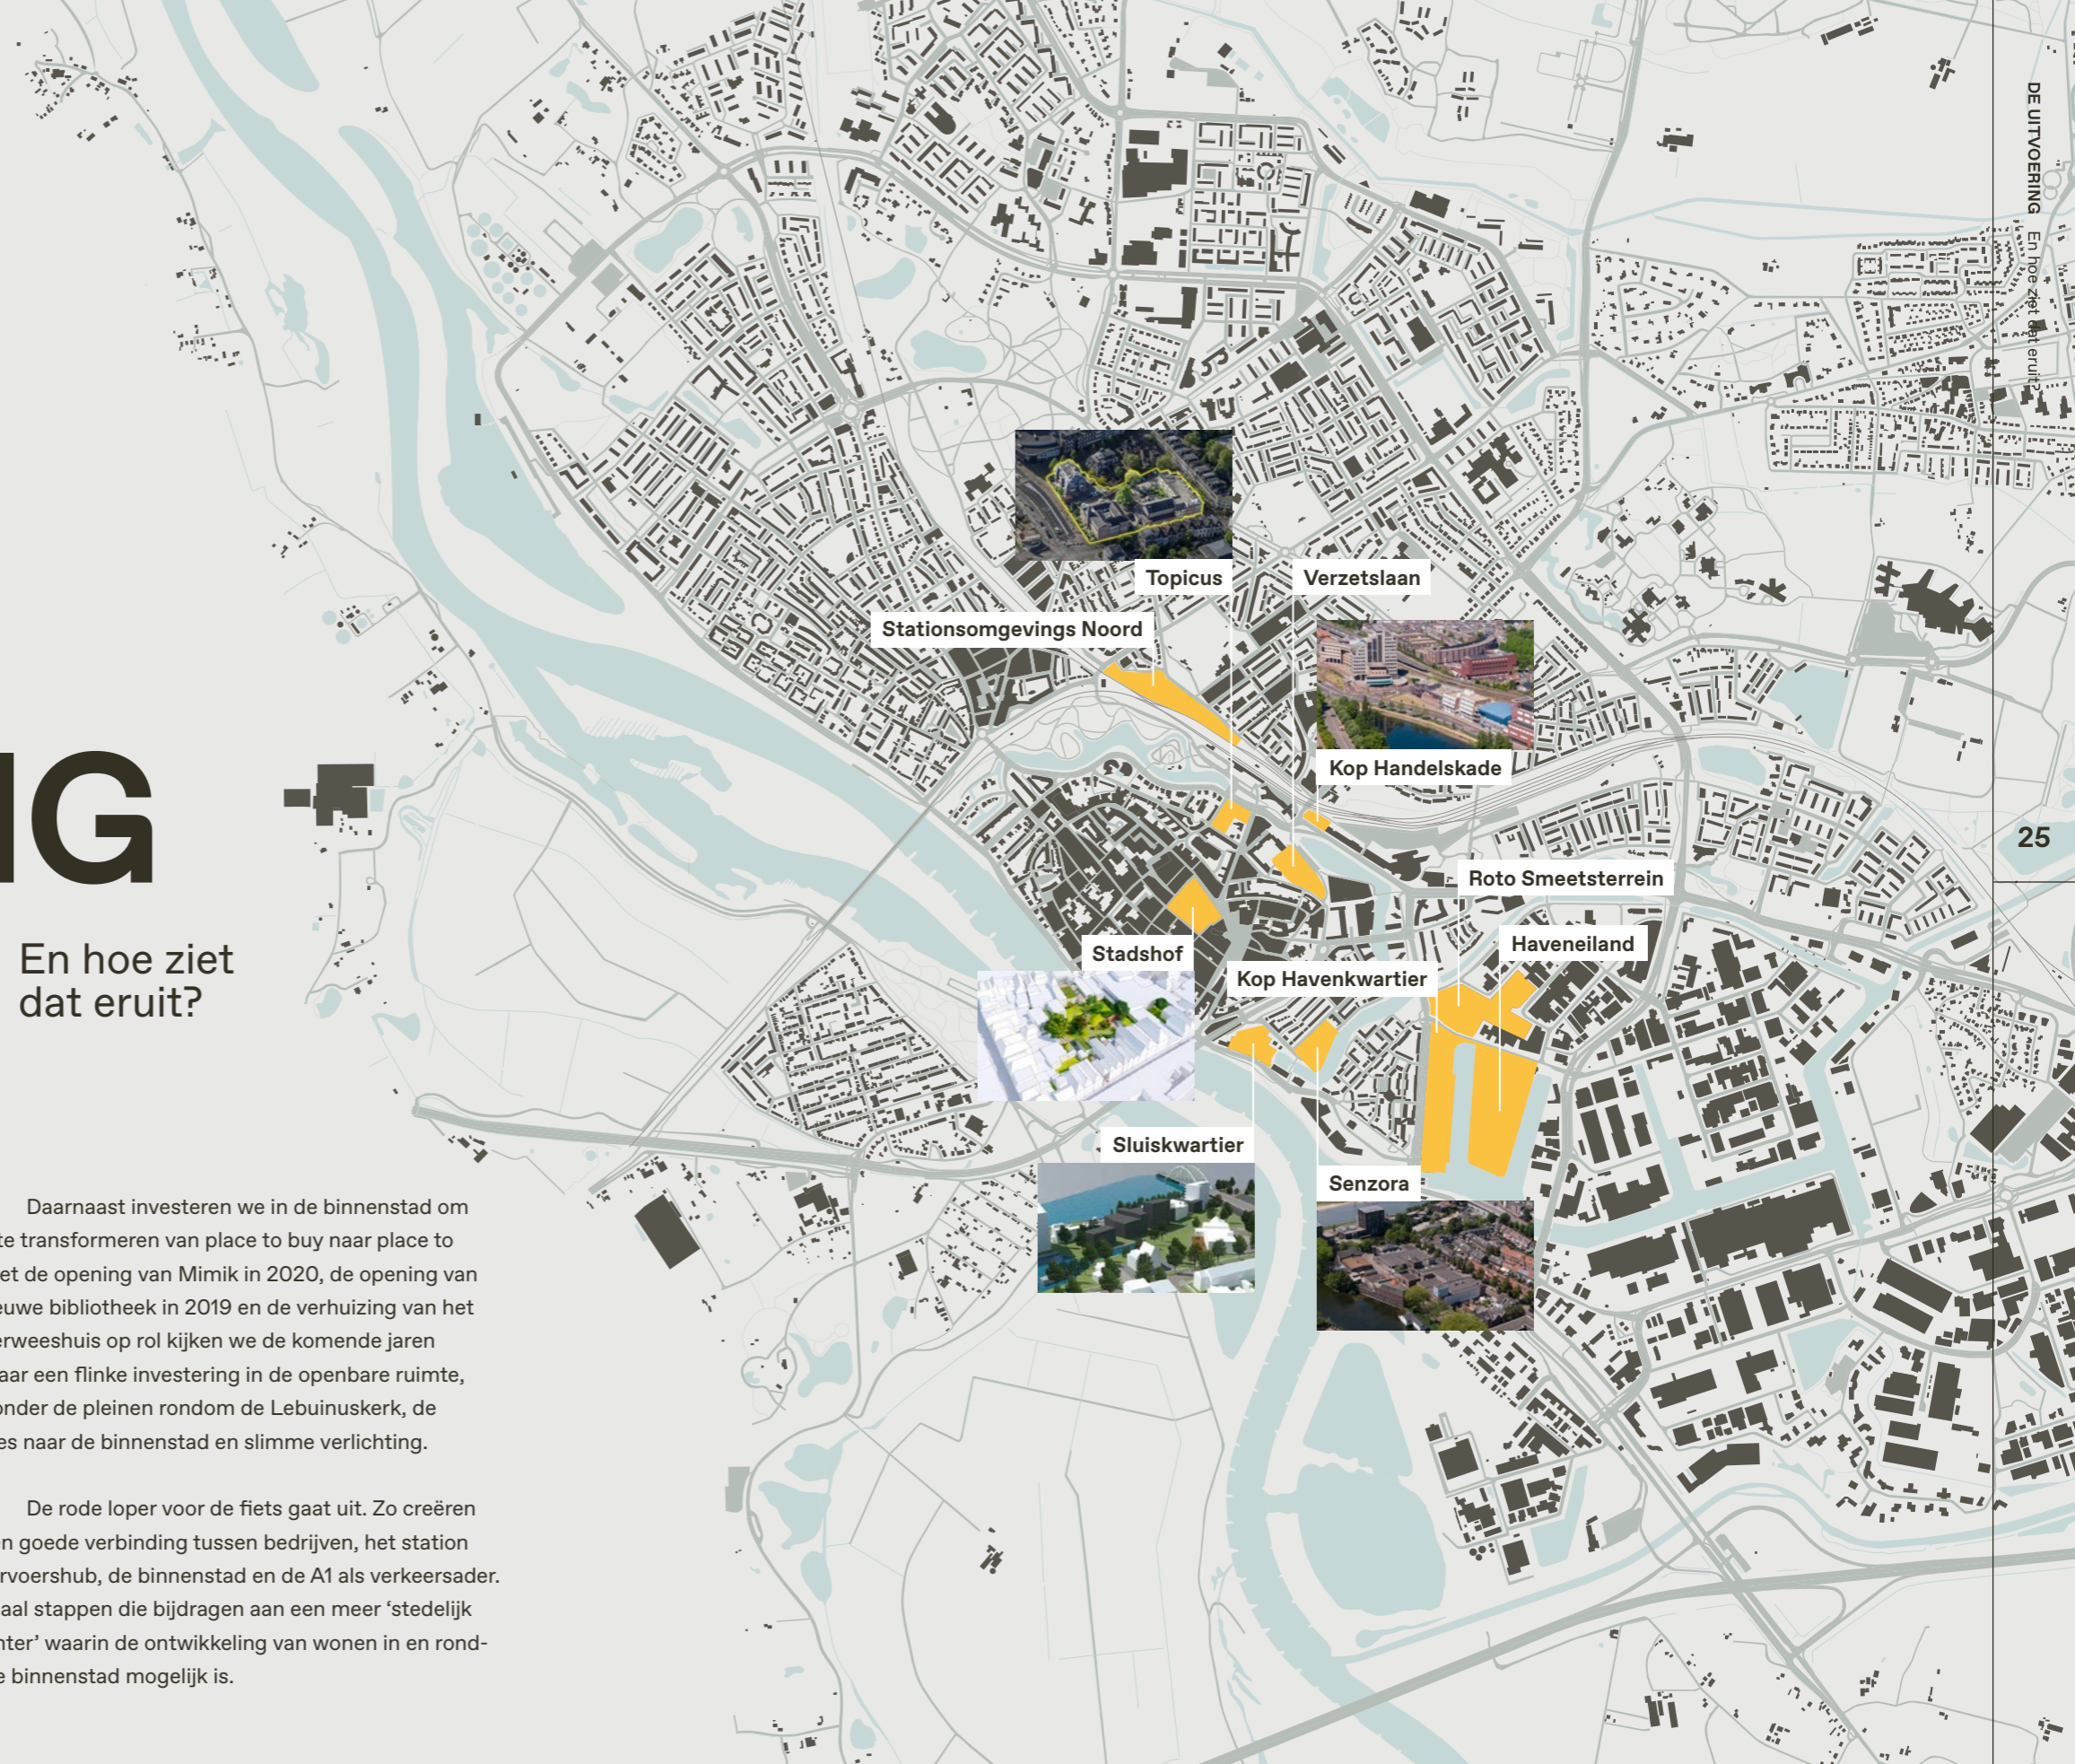 DE UITVOERING En hoe ziet dat eruit?
25
NG
En hoe ziet
dat eruit?
Topicus
Verzetslaan
Stationsomgevings Noord
Kop Handelskade
Roto Smeetsterrein
Haveneiland
Stadshof
Kop Havenkwartier
Sluiskwartier
Senzora
Daarnaast investeren we in de binnenstad om
te transformeren van place to buy naar place to
et de opening van Mimik in 2020, de opening van
euwe bibliotheek in 2019 en de verhuizing van het
erweeshuis op rol kijken we de komende jaren
aar een flinke investering in de openbare ruimte,
onder de pleinen rondom de Lebuinuskerk, de
es naar de binnenstad en slimme verlichting.
De rode loper voor de fiets gaat uit. Zo creëren
n goede verbinding tussen bedrijven, het station
rvoershub, de binnenstad en de A1 als verkeersader.
aal stappen die bijdragen aan een meer ‘stedelijk
nter’ waarin de ontwikkeling van wonen in en rond-
e binnenstad mogelijk is.